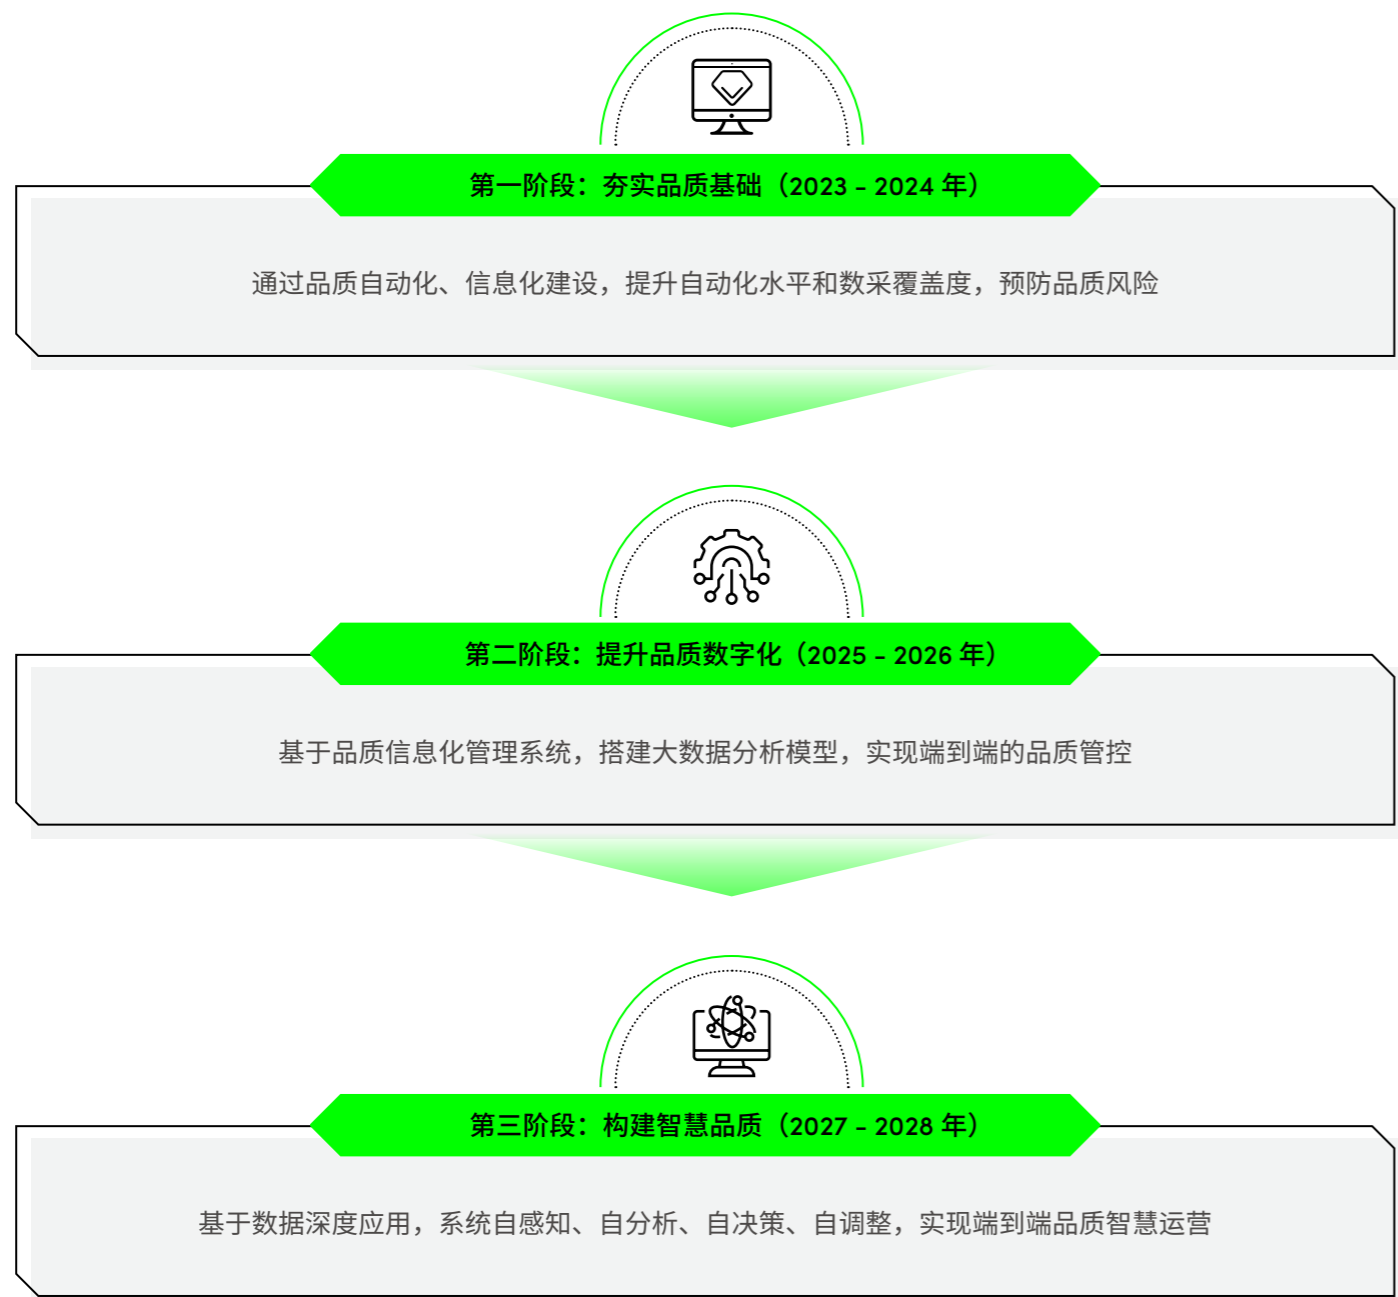 第一阶段：夯实品质基础（2023 – 2024 年）
通过品质自动化、信息化建设，提升自动化水平和数采覆盖度，预防品质风险
第二阶段：提升品质数字化（2025 – 2026 年）
基于品质信息化管理系统，搭建大数据分析模型，实现端到端的品质管控
第三阶段：构建智慧品质（2027 – 2028 年）
基于数据深度应用，系统自感知、自分析、自决策、自调整，实现端到端品质智慧运营